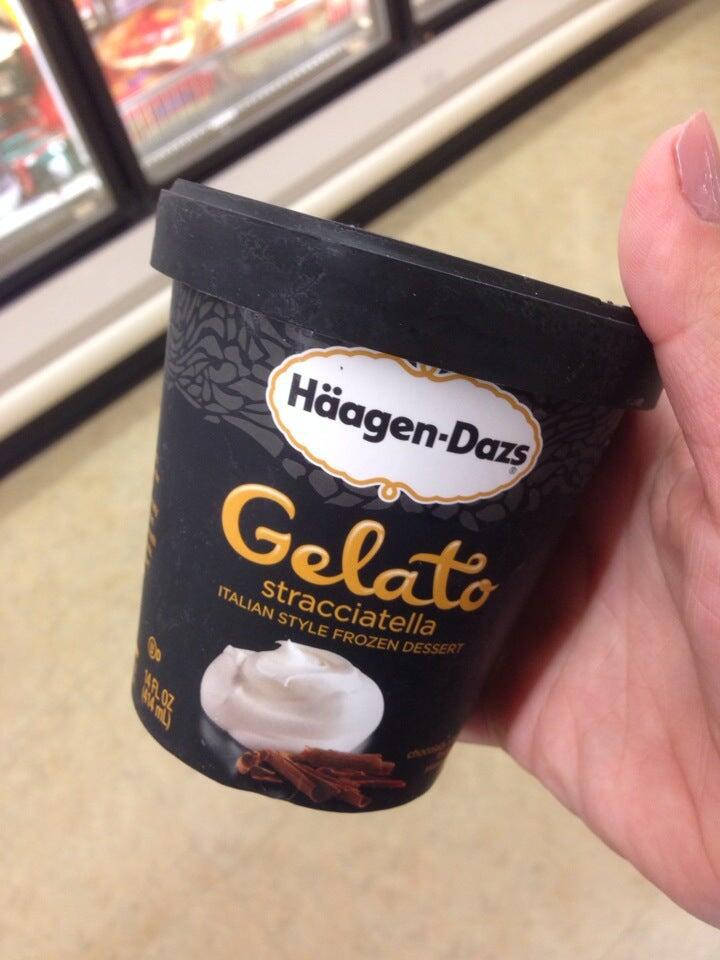 Häagen-Dazs
®
Gelato
stracciatella
ITALIAN STYLE FROZEN DESSERT
14 FL OZ
(414 mL)